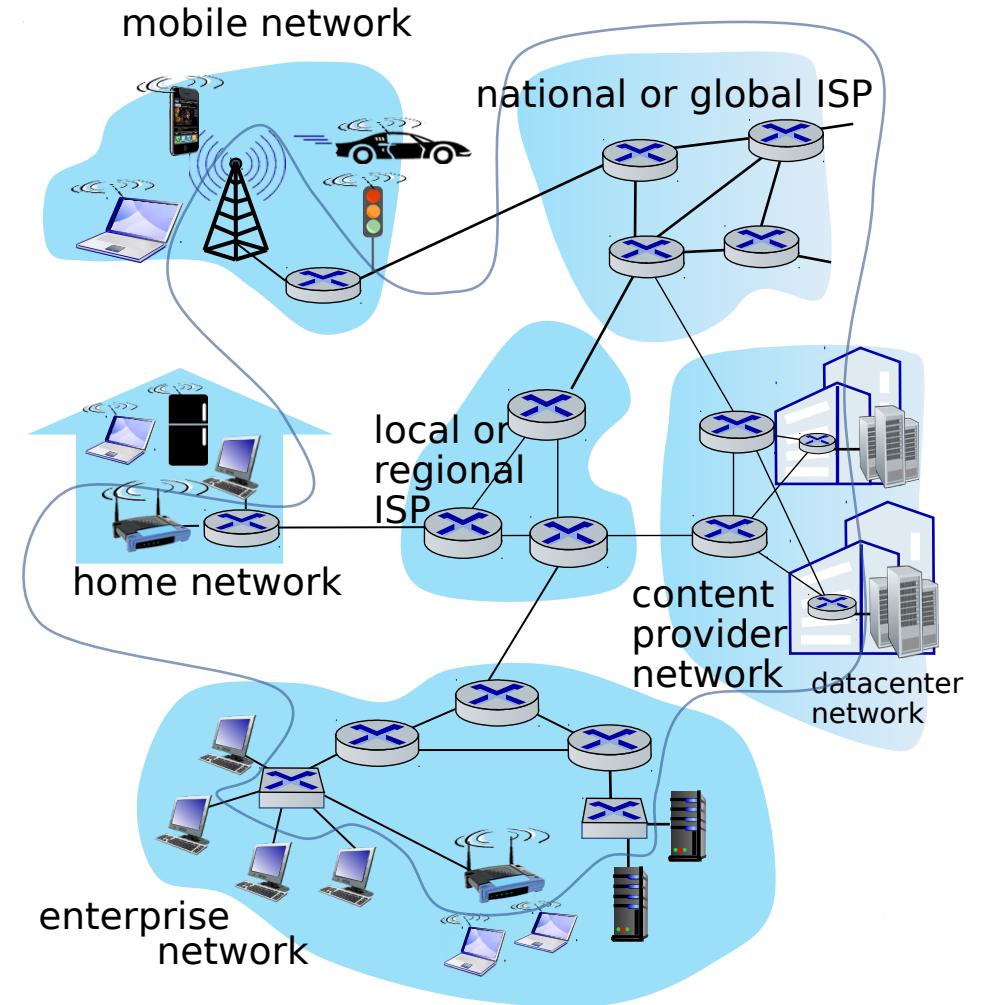 mobile network
national or global ISP
local or
regional
ISP
home network
content
provider
network
datacenter
network
enterprise
network